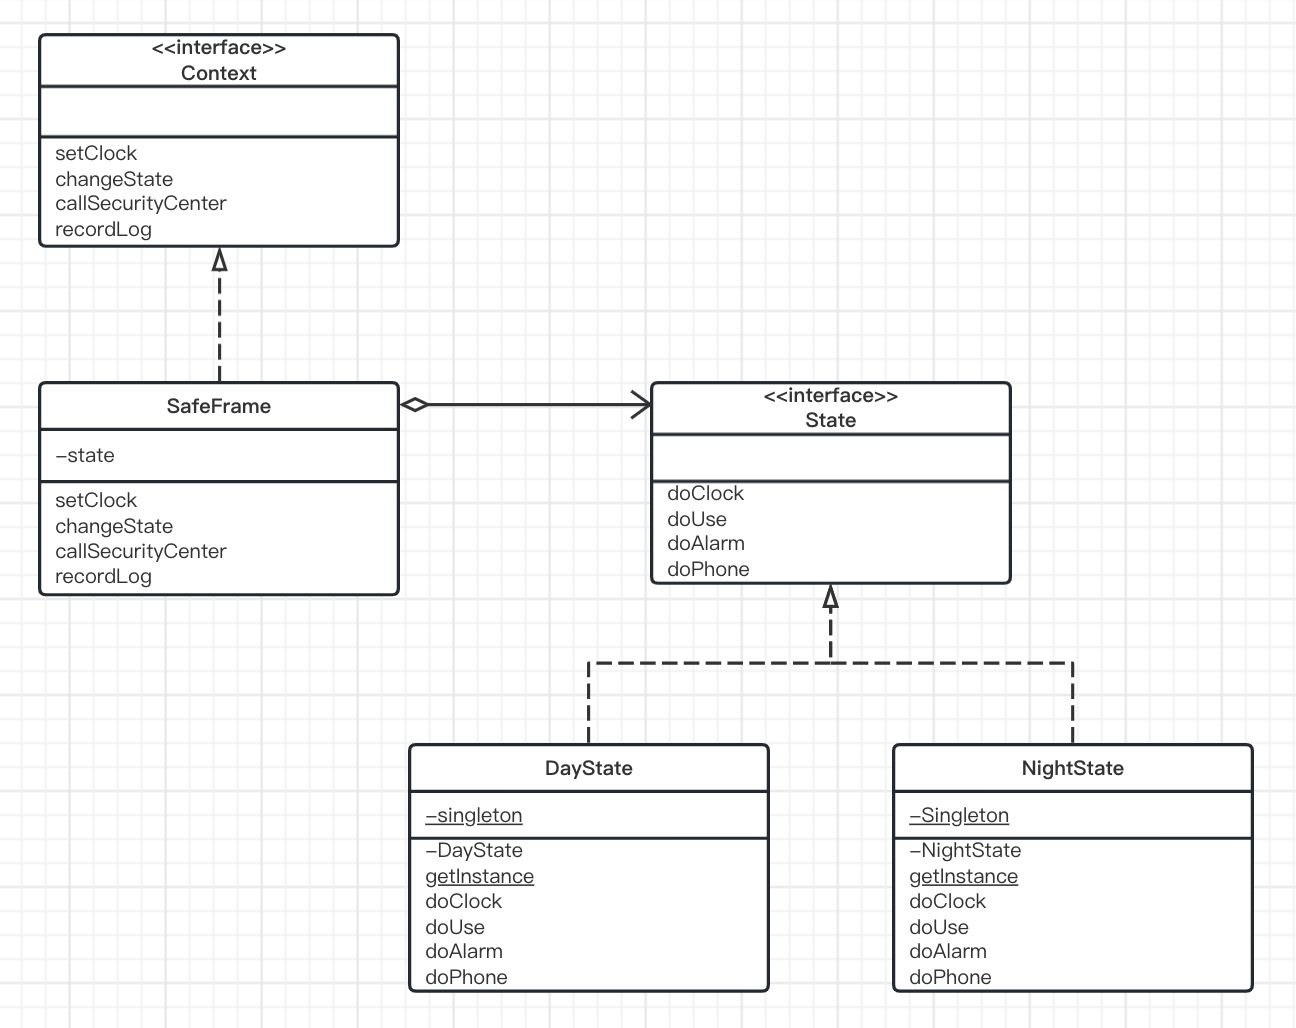 <<interface>>
Context
setClock
changeState
callSecurityCenter
recordLog
SafeFrame
–state
setClock
changeState
callSecurityCenter
recordLog
<<interface>>
State
doClock
doUse
doAlarm
doPhone
DayState
–singleton
–DayState
getInstance
doClock
doUse
doAlarm
doPhone
NightState
–Singleton
–NightState
getInstance
doClock
doUse
doAlarm
doPhone